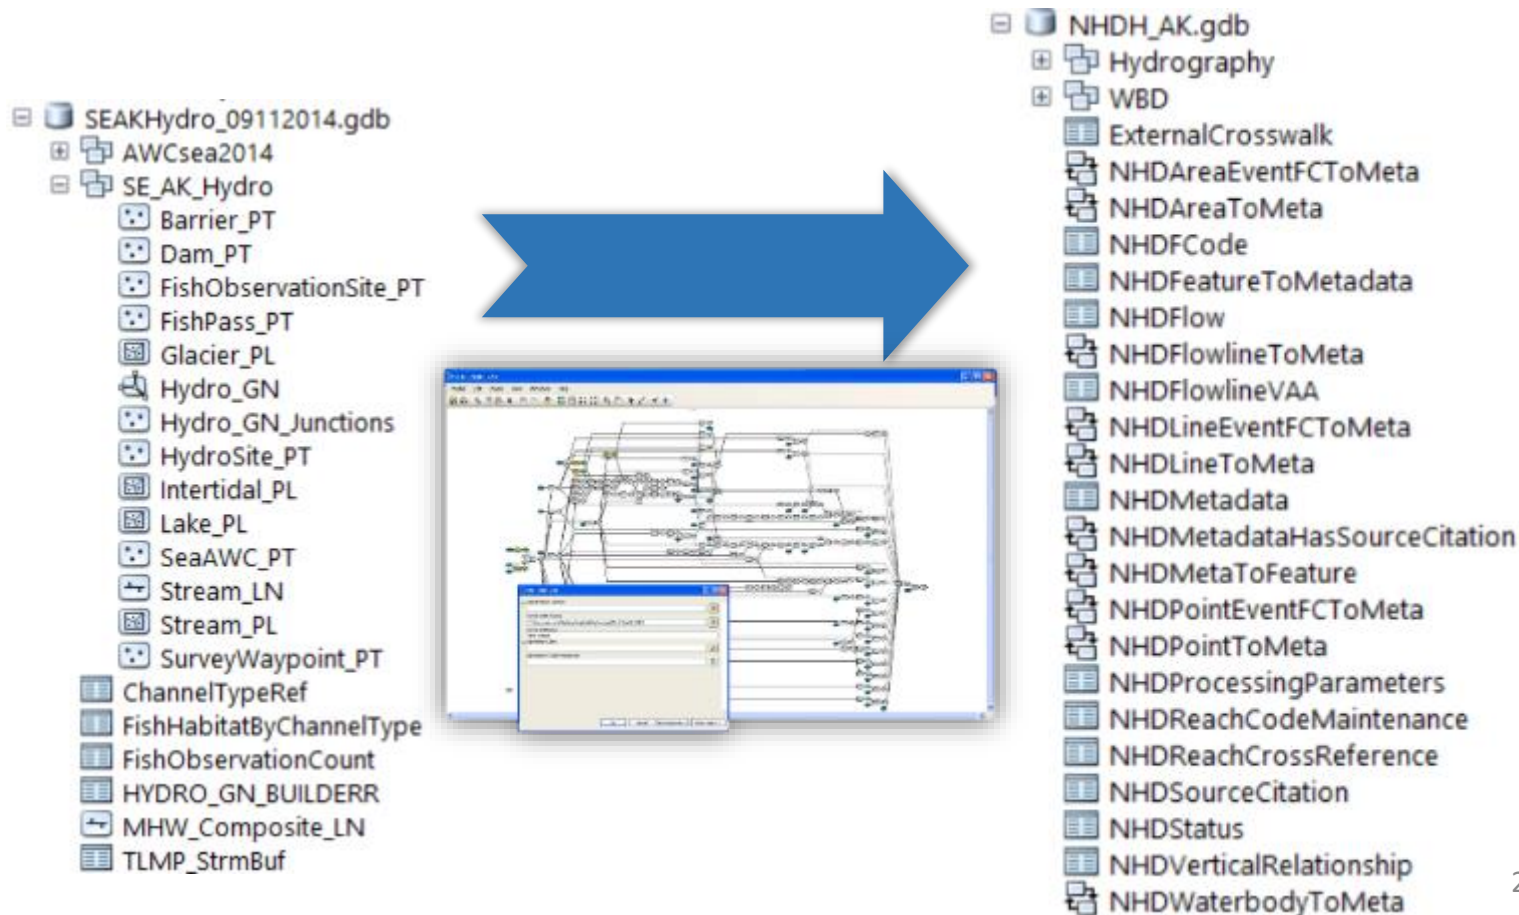 SEAKHydro_09112014.gdb
AWCsea2014
SE_AK_Hydro
Barrier_PT
Dam_PT
FishObservationSite_PT
FishPass_PT
Glacier_PL
Hydro_GN
Hydro_GN_Junctions
HydroSite_PT
Intertidal_PL
Lake_PL
SeaAWC_PT
Stream_LN
Stream_PL
SurveyWaypoint_PT
ChannelTypeRef
FishHabitatByChannelType
FishObservationCount
HYDRO_GN_BUILDERR
MHW_Composite_LN
TLMP_StrmBuf
NHDH_AK.gdb
Hydrography
WBD
ExternalCrosswalk
NHDAreaEventFCToMeta
NHDAreaToMeta
NHDFCode
NHDFeatureToMetadata
NHDFlow
NHDFlowlineToMeta
NHDFlowlineVAA
NHDLineEventFCToMeta
NHDLineToMeta
NHDMetadata
NHDMetadataHasSourceCitation
NHDMetaToFeature
NHDPointEventFCToMeta
NHDPointToMeta
NHDProcessingParameters
NHDReachCodeMaintenance
NHDReachCrossReference
NHDSourceCitation
NHDStatus
NHDVerticalRelationship
NHDWaterbodyToMeta